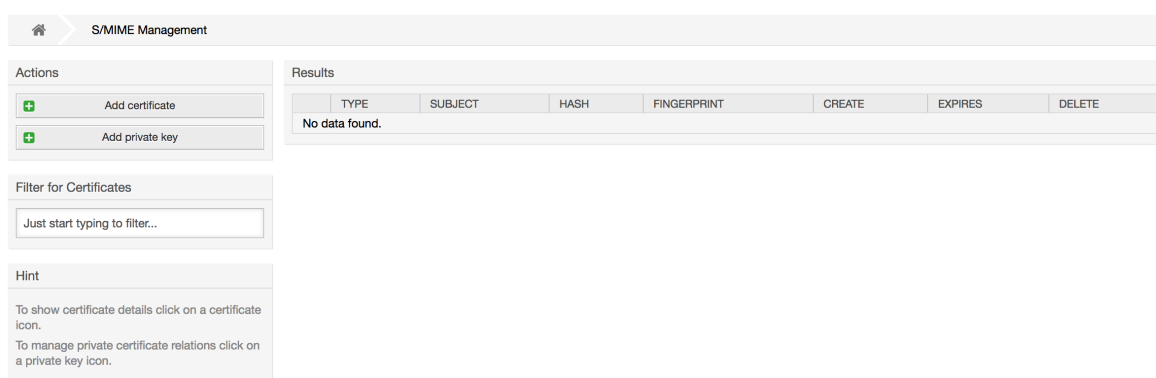 S/MIME Management
Actions
Add certificate
Add private key
Filter for Certificates
Just start typing to filter...
Hint
To show certificate details click on a certificate
icon.
To manage private certificate relations click on
a private key icon.
Results
TYPE SUBJECT HASH FINGERPRINT CREATE EXPIRES DELETE
No data found.